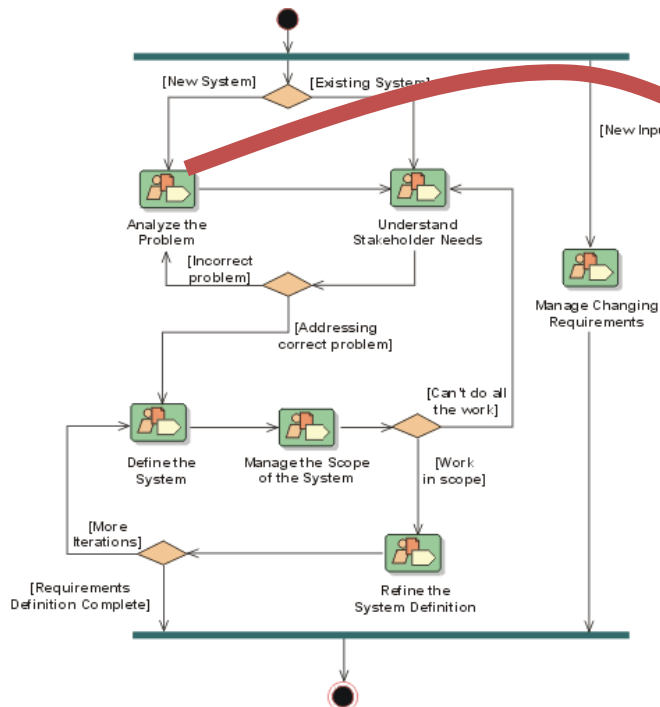 [New System]
[Existing System]
[New Inpu
Analyze the
Problem
Understand
Stakeholder Needs
[Incorrect
problem]
Manage Changing
Requirements
[Addressing
correct problem]
[Can't do all
the work]
Define the
System
Manage the Scope
of the System
[Work
in scope]
[More
Iterations]
[Requirements
Definition Complete]
Refine the
System Definition